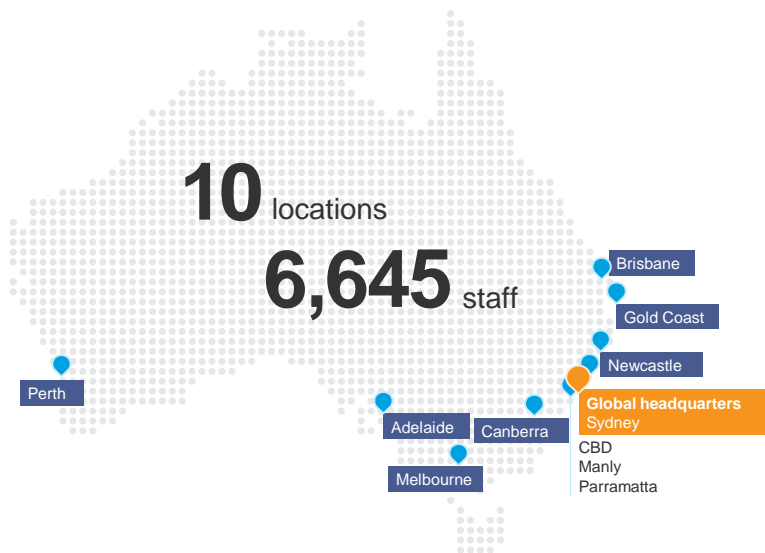 10 locations
6,645 staff
Brisbane
Gold Coast
Newcastle
Perth
Global headquarters
Sydney
Adelaide
Canberra
CBD
Manly
Parramatta
Melbourne